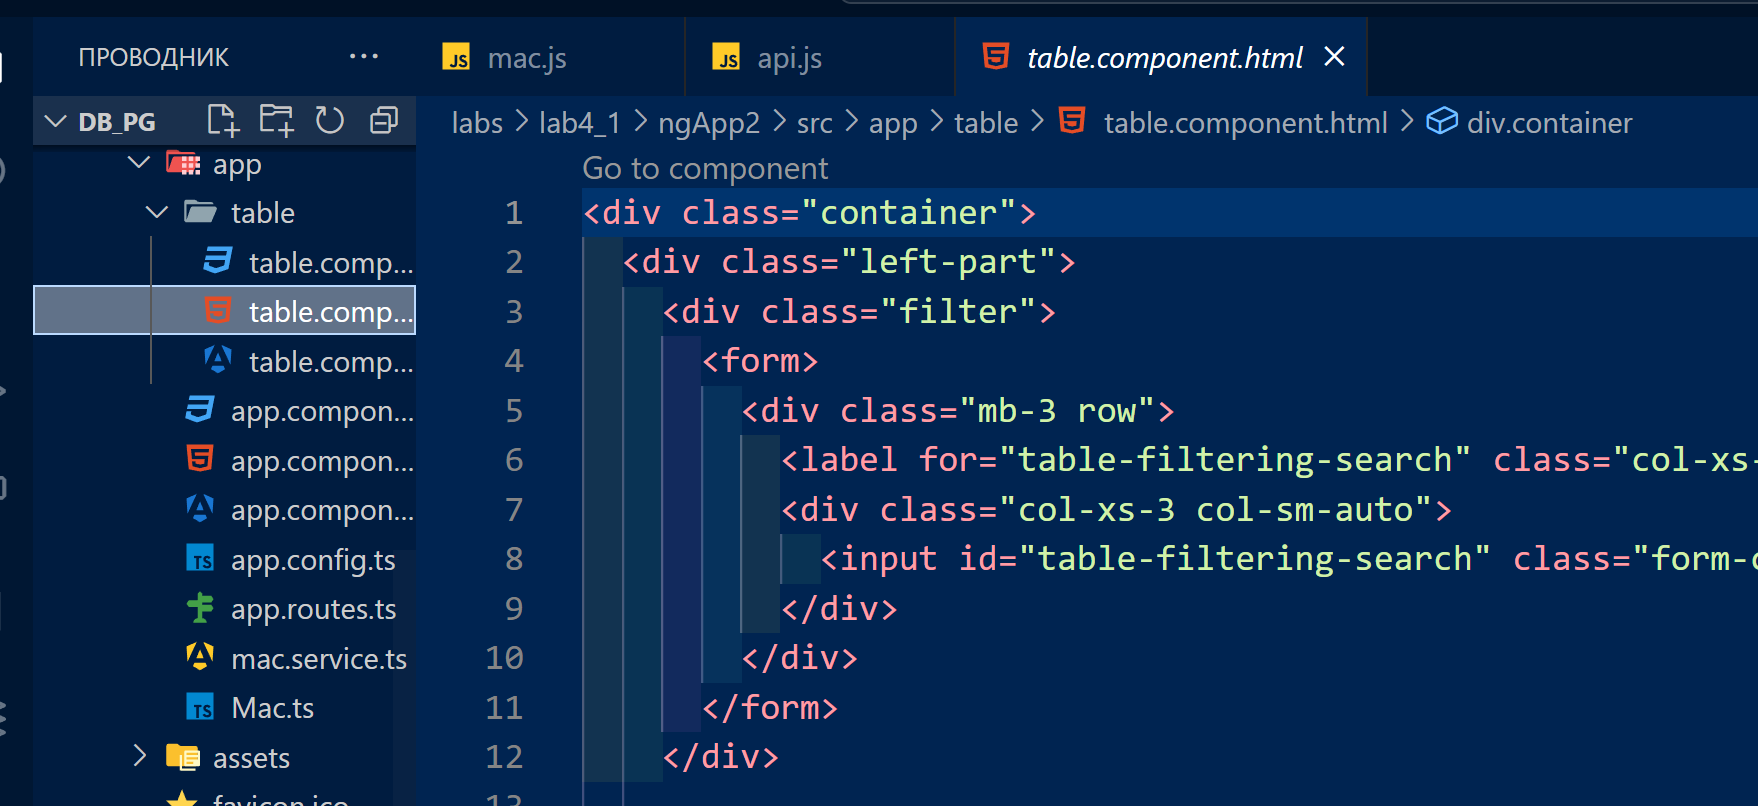 ПРОВОДНИК ···
mac.js
api.js
table.component.html
DB_PG
app
table
table.comp...
table.comp...
table.comp...
app.compon...
app.compon...
app.compon...
app.config.ts
app.routes.ts
mac.service.ts
Mac.ts
assets
favicon.ico
labs > lab4_1 > ngApp2 > src > app > table > table.component.html > div.container
Go to component
1 <div class="container">
2 <div class="left-part">
3 <div class="filter">
4 <form>
5 <div class="mb-3 row">
6 <label for="table-filtering-search" class="col-xs-
7 <div class="col-xs-3 col-sm-auto">
8 <input id="table-filtering-search" class="form-c
9 </div>
10 </div>
11 </form>
12 </div>
13